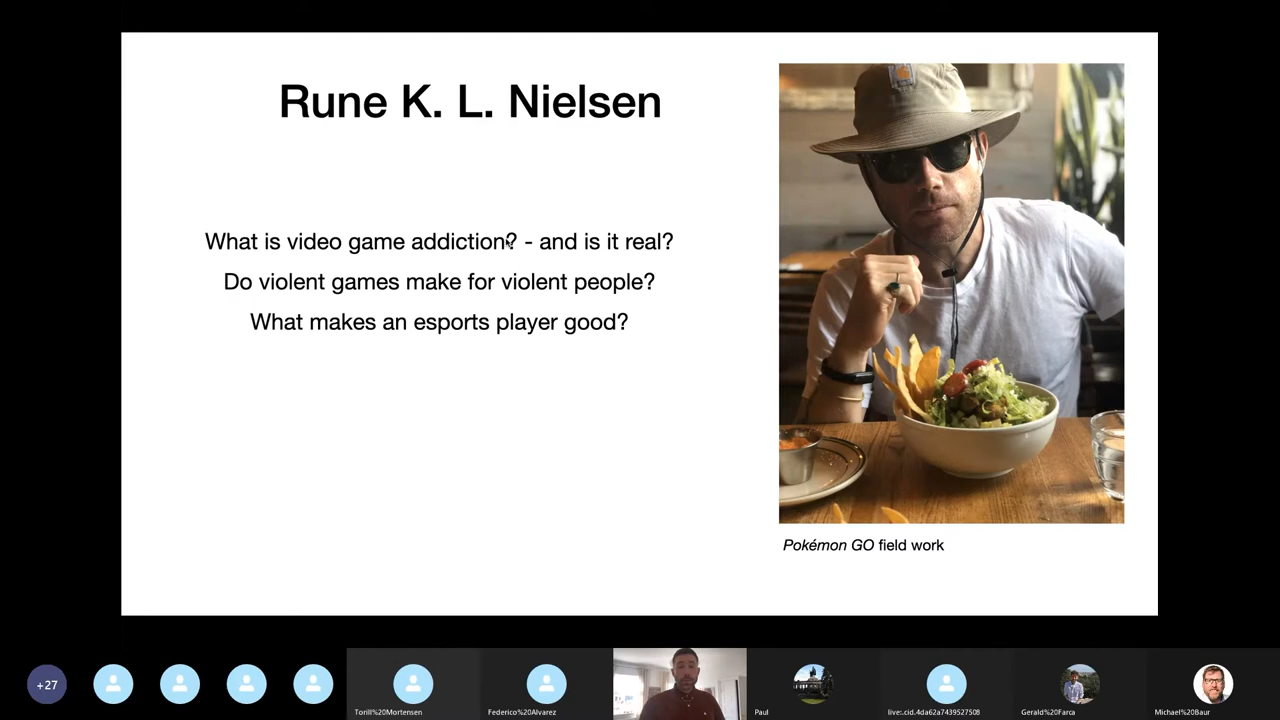 Rune K. L. Nielsen
What is video game addiction? - and is it real?
Do violent games make for violent people?
What makes an esports player good?
Pokémon GO field work
+27
Torill%20Mortensen
Federico%20Alvarez
Paul
live:.cid.4da62a7439527508
Gerald%20Farca
Michael%20Baur